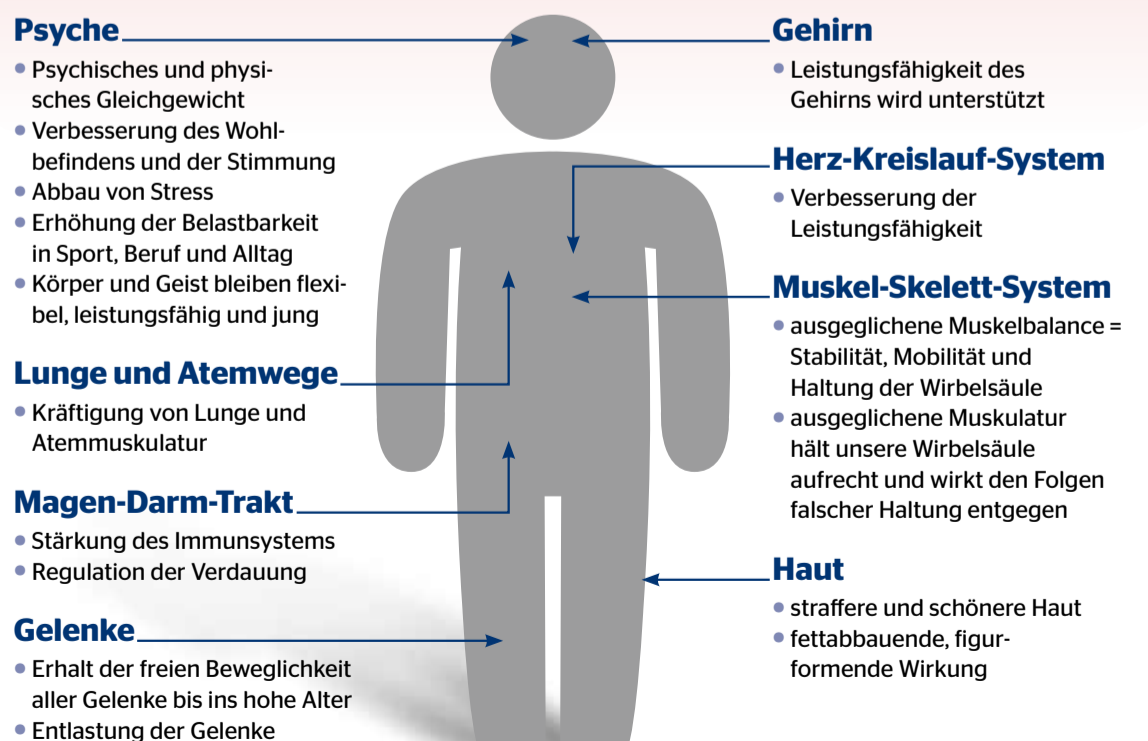 Psyche
• Psychisches und physi-
sches Gleichgewicht
• Verbesserung des Wohl-
befindens und der Stimmung
• Abbau von Stress
• Erhöhung der Belastbarkeit
in Sport, Beruf und Alltag
• Körper und Geist bleiben flexi-
bel, leistungsfähig und jung
Lunge und Atemwege
• Kräftigung von Lunge und
Atemmuskulatur
Magen-Darm-Trakt
• Stärkung des Immunsystems
• Regulation der Verdauung
Gelenke
• Erhalt der freien Beweglichkeit
aller Gelenke bis ins hohe Alter
• Entlastung der Gelenke
Gehirn
• Leistungsfähigkeit des
Gehirns wird unterstützt
Herz-Kreislauf-System
• Verbesserung der
Leistungsfähigkeit
Muskel-Skelett-System
• ausgeglichene Muskelbalance =
Stabilität, Mobilität und
Haltung der Wirbelsäule
• ausgeglichene Muskulatur
hält unsere Wirbelsäule
aufrecht und wirkt den Folgen
falscher Haltung entgegen
Haut
• straffere und schönere Haut
• fettabbauende, figur-
formende Wirkung